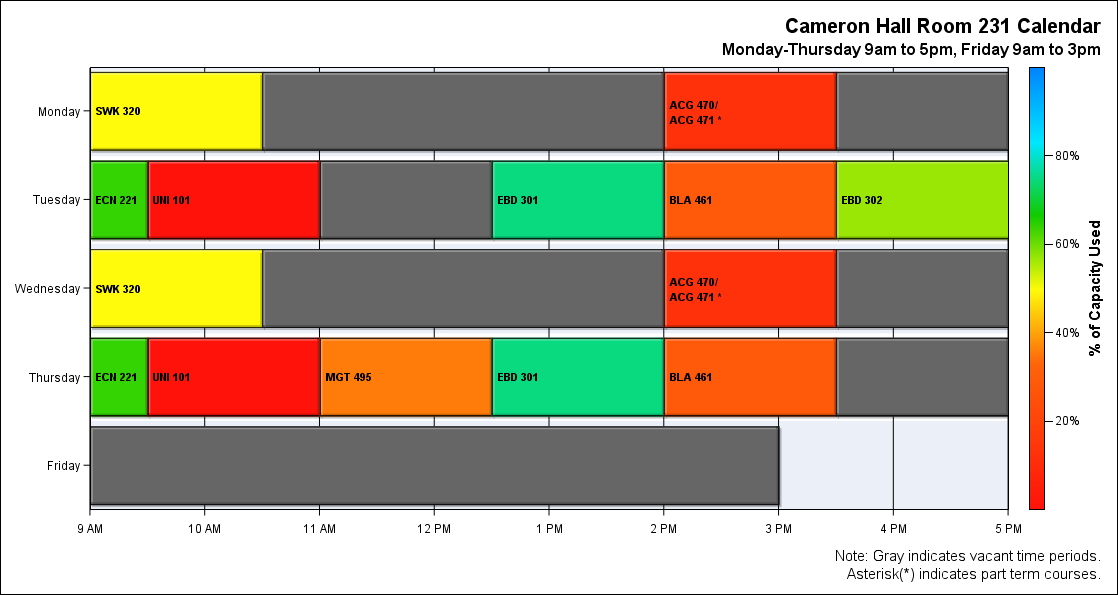 Cameron Hall Room 231 Calendar
Monday-Thursday 9am to 5pm, Friday 9am to 3pm
Monday
SWK 320
ACG 470/
ACG 471 *
Tuesday
ECN 221
UNI 101
EBD 301
BLA 461
EBD 302
Wednesday
SWK 320
ACG 470/
ACG 471 *
Thursday
ECN 221
UNI 101
MGT 495
EBD 301
BLA 461
Friday
9 AM
10 AM
11 AM
12 PM
1 PM
2 PM
3 PM
4 PM
5 PM
80%
60%
40%
20%
% of Capacity Used
Note: Gray indicates vacant time periods.
Asterisk(*) indicates part term courses.